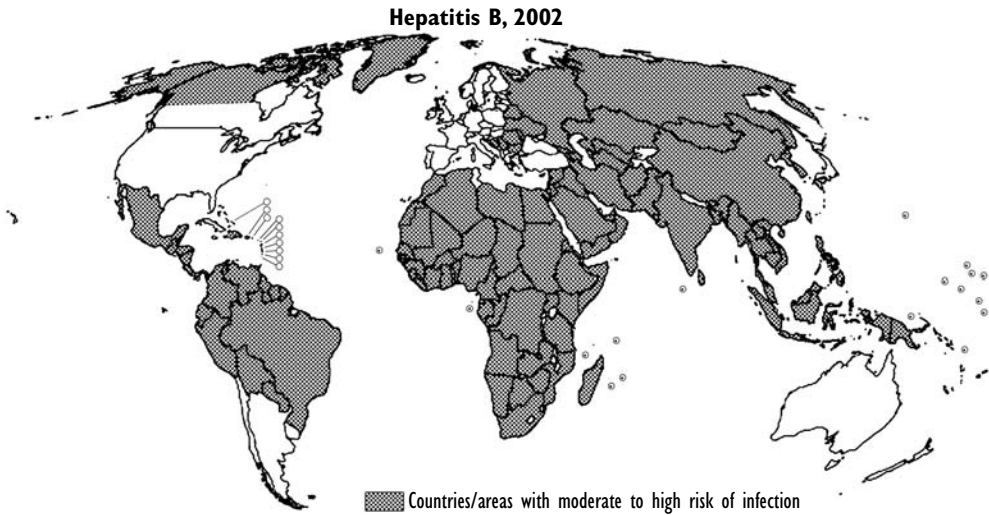 Hepatitis B, 2002
Countries/areas with moderate to high risk of infection